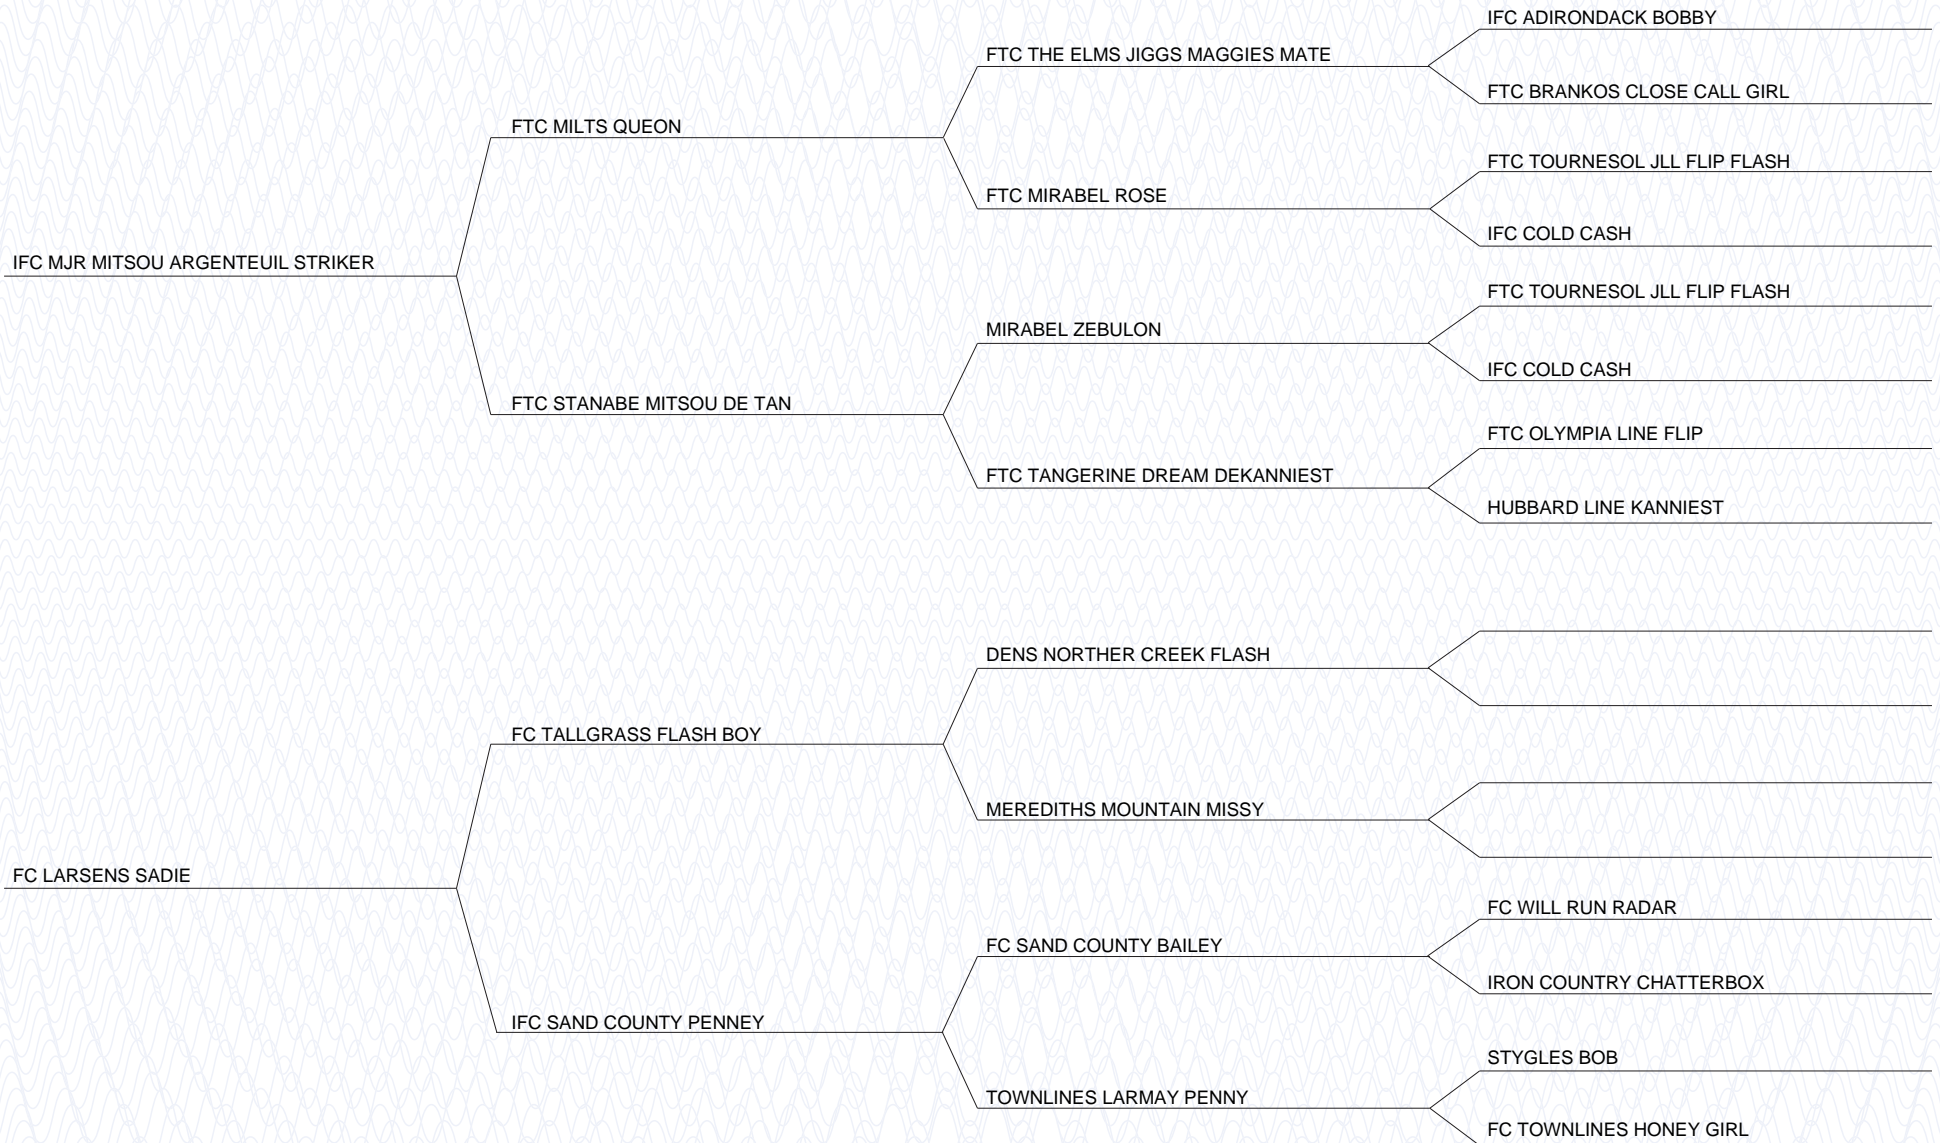 IFC ADIRONDACK BOBBY
FTC THE ELMS JIGGS MAGGIES MATE
FTC BRANKOS CLOSE CALL GIRL
FTC MILTS QUEON
FTC TOURNESOL JLL FLIP FLASH
FTC MIRABEL ROSE
IFC COLD CASH
IFC MJR MITSOU ARGENTEUIL STRIKER
FTC TOURNESOL JLL FLIP FLASH
MIRABEL ZEBULON
IFC COLD CASH
FTC STANABE MITSOU DE TAN
FTC OLYMPIA LINE FLIP
FTC TANGERINE DREAM DEKANNIEST
HUBBARD LINE KANNIEST
DENS NORTHER CREEK FLASH
FC TALLGRASS FLASH BOY
MEREDITHS MOUNTAIN MISSY
FC LARSENS SADIE
FC WILL RUN RADAR
FC SAND COUNTY BAILEY
IRON COUNTRY CHATTERBOX
IFC SAND COUNTY PENNEY
STYGLES BOB
TOWNLINES LARMAY PENNY
FC TOWNLINES HONEY GIRL